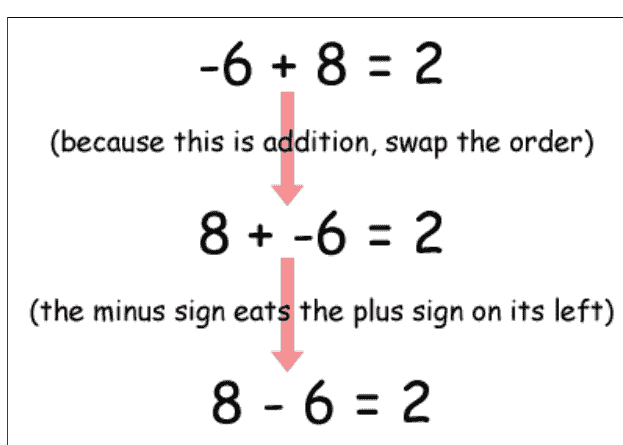 -6 + 8 = 2
(because this is addition, swap the order)
8 + -6 = 2
(the minus sign eats the plus sign on its left)
8 - 6 = 2